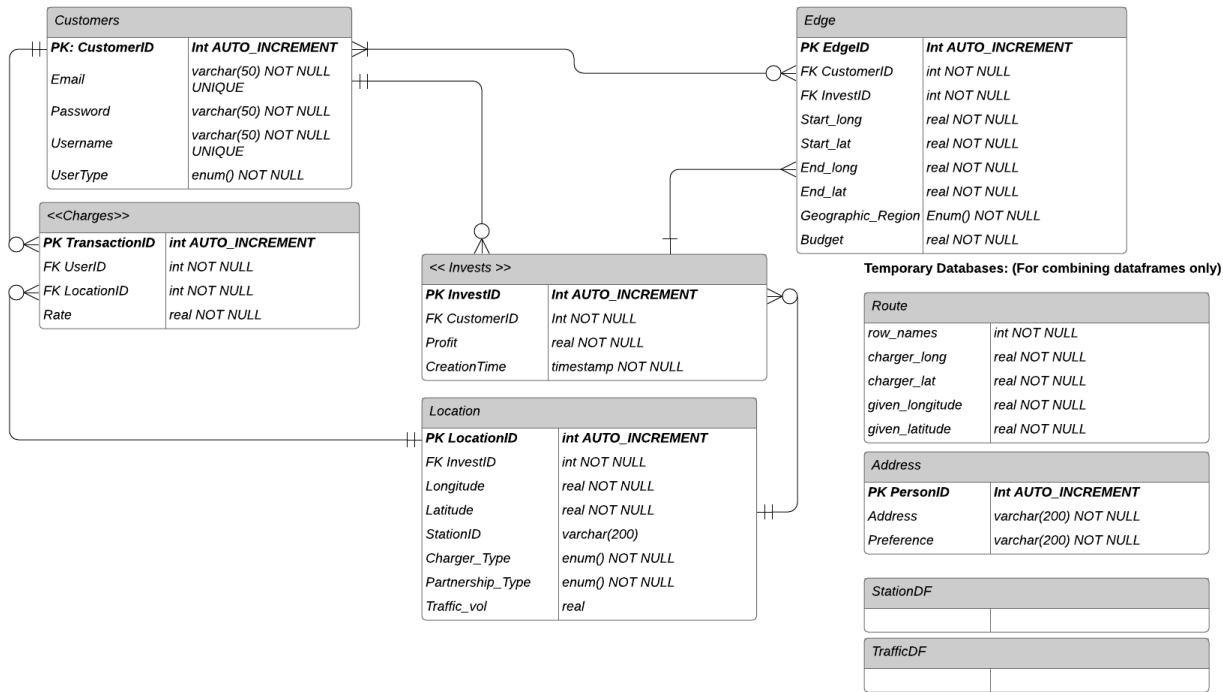 Customers
PK: CustomerID Int AUTO_INCREMENT
Email varchar(50) NOT NULL
UNIQUE
Password varchar(50) NOT NULL
Username varchar(50) NOT NULL
UNIQUE
UserType enum() NOT NULL
<<Charges>>
PK TransactionID int AUTO_INCREMENT
FK UserID int NOT NULL
FK LocationID int NOT NULL
Rate real NOT NULL
<< Invests >>
PK InvestID Int AUTO_INCREMENT
FK CustomerID Int NOT NULL
Profit real NOT NULL
CreationTime timestamp NOT NULL
Location
PK LocationID int AUTO_INCREMENT
FK InvestID int NOT NULL
Longitude real NOT NULL
Latitude real NOT NULL
StationID varchar(200)
Charger_Type enum() NOT NULL
Partnership_Type enum() NOT NULL
Traffic_vol real
Edge
PK EdgeID Int AUTO_INCREMENT
FK CustomerID int NOT NULL
FK InvestID int NOT NULL
Start_long real NOT NULL
Start_lat real NOT NULL
End_long real NOT NULL
End_lat real NOT NULL
Geographic_Region Enum() NOT NULL
Budget real NOT NULL
Temporary Databases: (For combining dataframes only)
Route
row_names int NOT NULL
charger_long real NOT NULL
charger_lat real NOT NULL
given_longitude real NOT NULL
given_latitude real NOT NULL
Address
PK PersonID Int AUTO_INCREMENT
Address varchar(200) NOT NULL
Preference varchar(200) NOT NULL
StationDF
TrafficDF